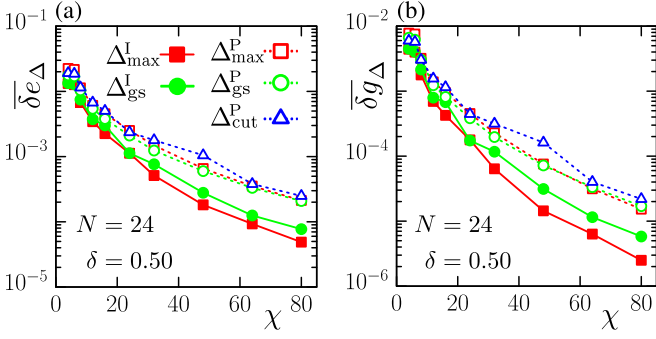 (a)
10⁻¹
10⁻³
10⁻⁵
δe_Δ
Δ^I_max
Δ^P_max
Δ^I_gs
Δ^P_gs
Δ^P_cut
N = 24
δ = 0.50
0 20 40 60 80
χ
(b)
10⁻²
10⁻⁴
10⁻⁶
δg_Δ
N = 24
δ = 0.50
0 20 40 60 80
χ